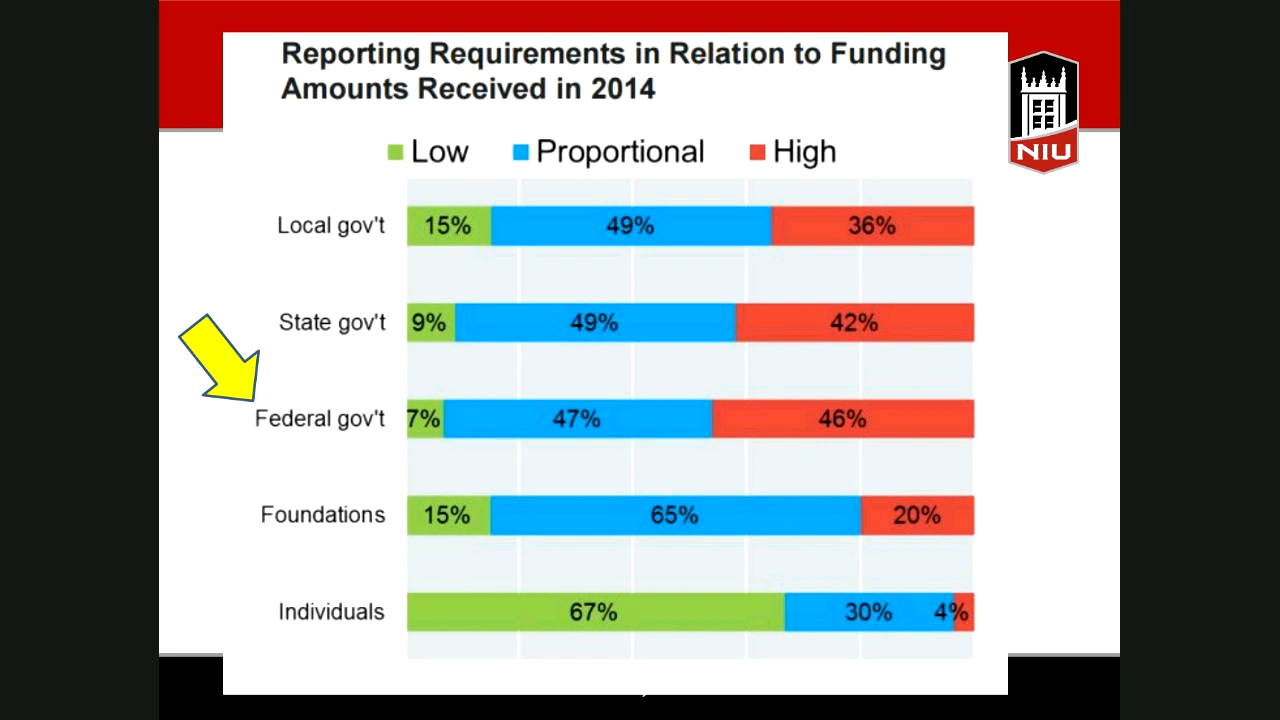 Reporting Requirements in Relation to Funding
Amounts Received in 2014
NIU
Low Proportional High
Local gov't 15% 49% 36%
State gov't 9% 49% 42%
Federal gov't 7% 47% 46%
Foundations 15% 65% 20%
Individuals 67% 30% 4%